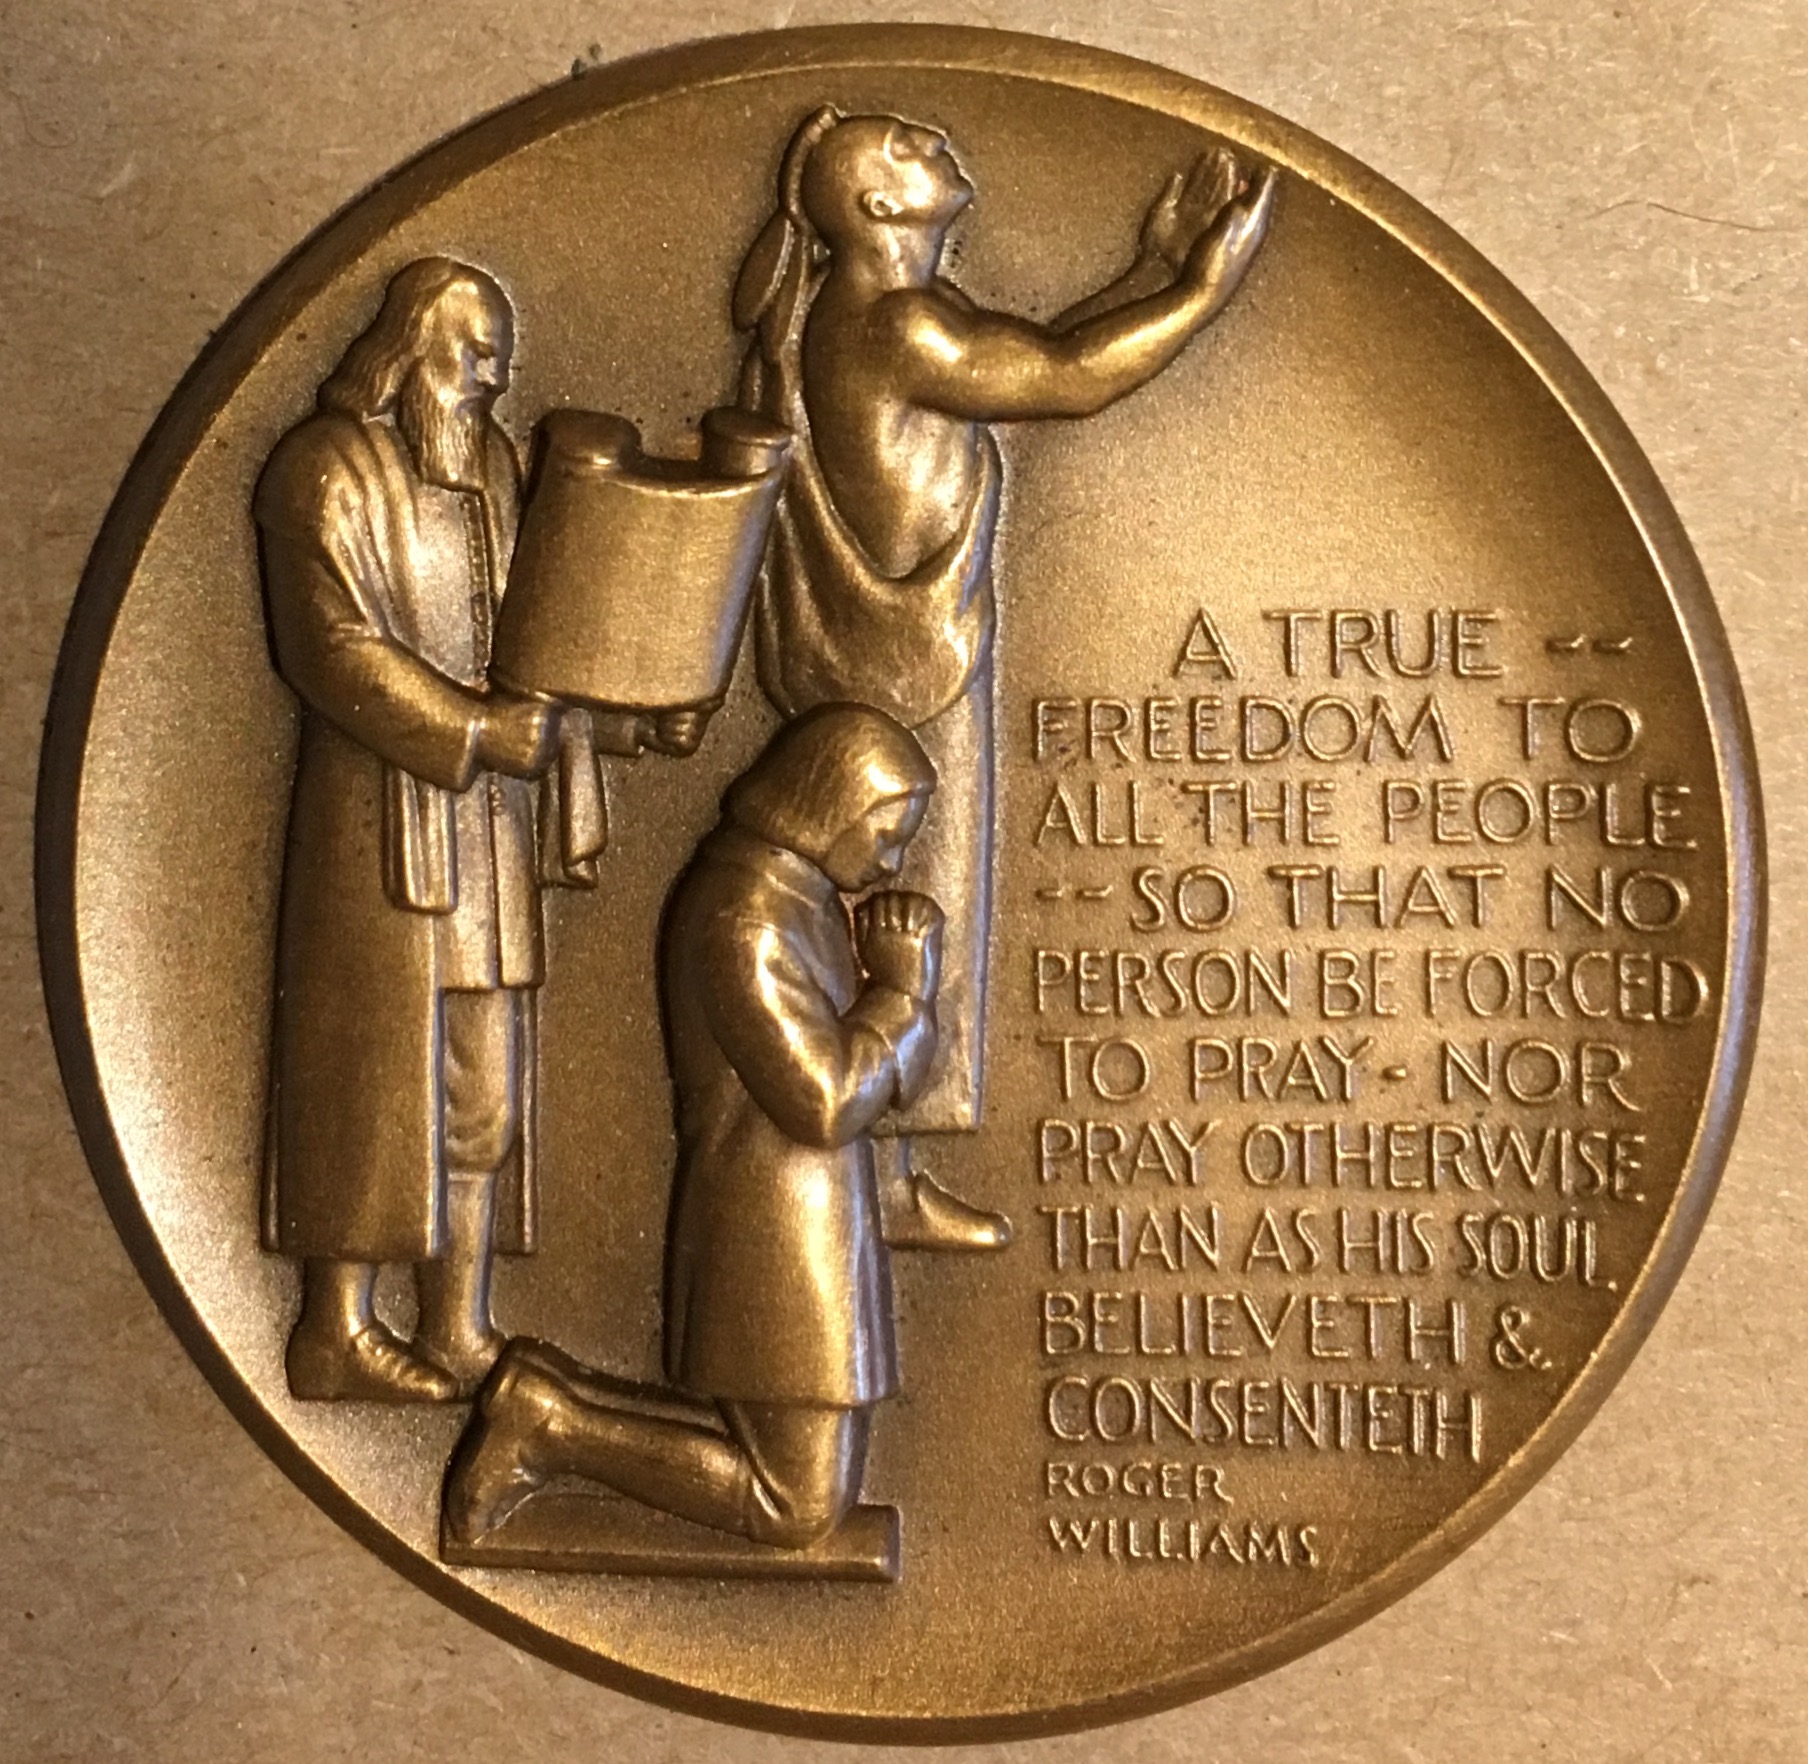 A TRUE --
FREEDOM TO
ALL THE PEOPLE
-- SO THAT NO
PERSON BE FORCED
TO PRAY - NOR
PRAY OTHERWISE
THAN AS HIS SOUL
BELIEVETH &
CONSENTETH
ROGER
WILLIAMS